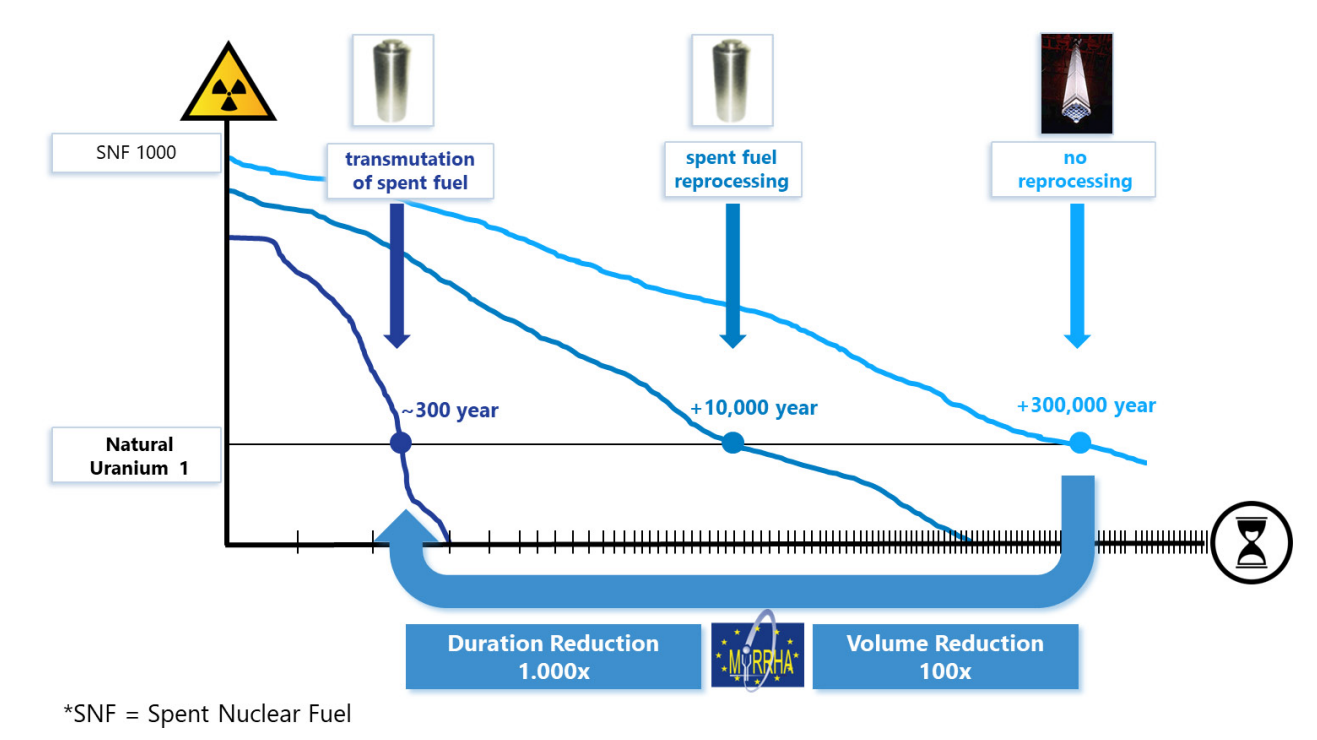 SNF 1000
transmutation
of spent fuel
spent fuel
reprocessing
no
reprocessing
~300 year
+10,000 year
+300,000 year
Natural
Uranium 1
Duration Reduction
1.000x
MYRRHA
Volume Reduction
100x
*SNF = Spent Nuclear Fuel